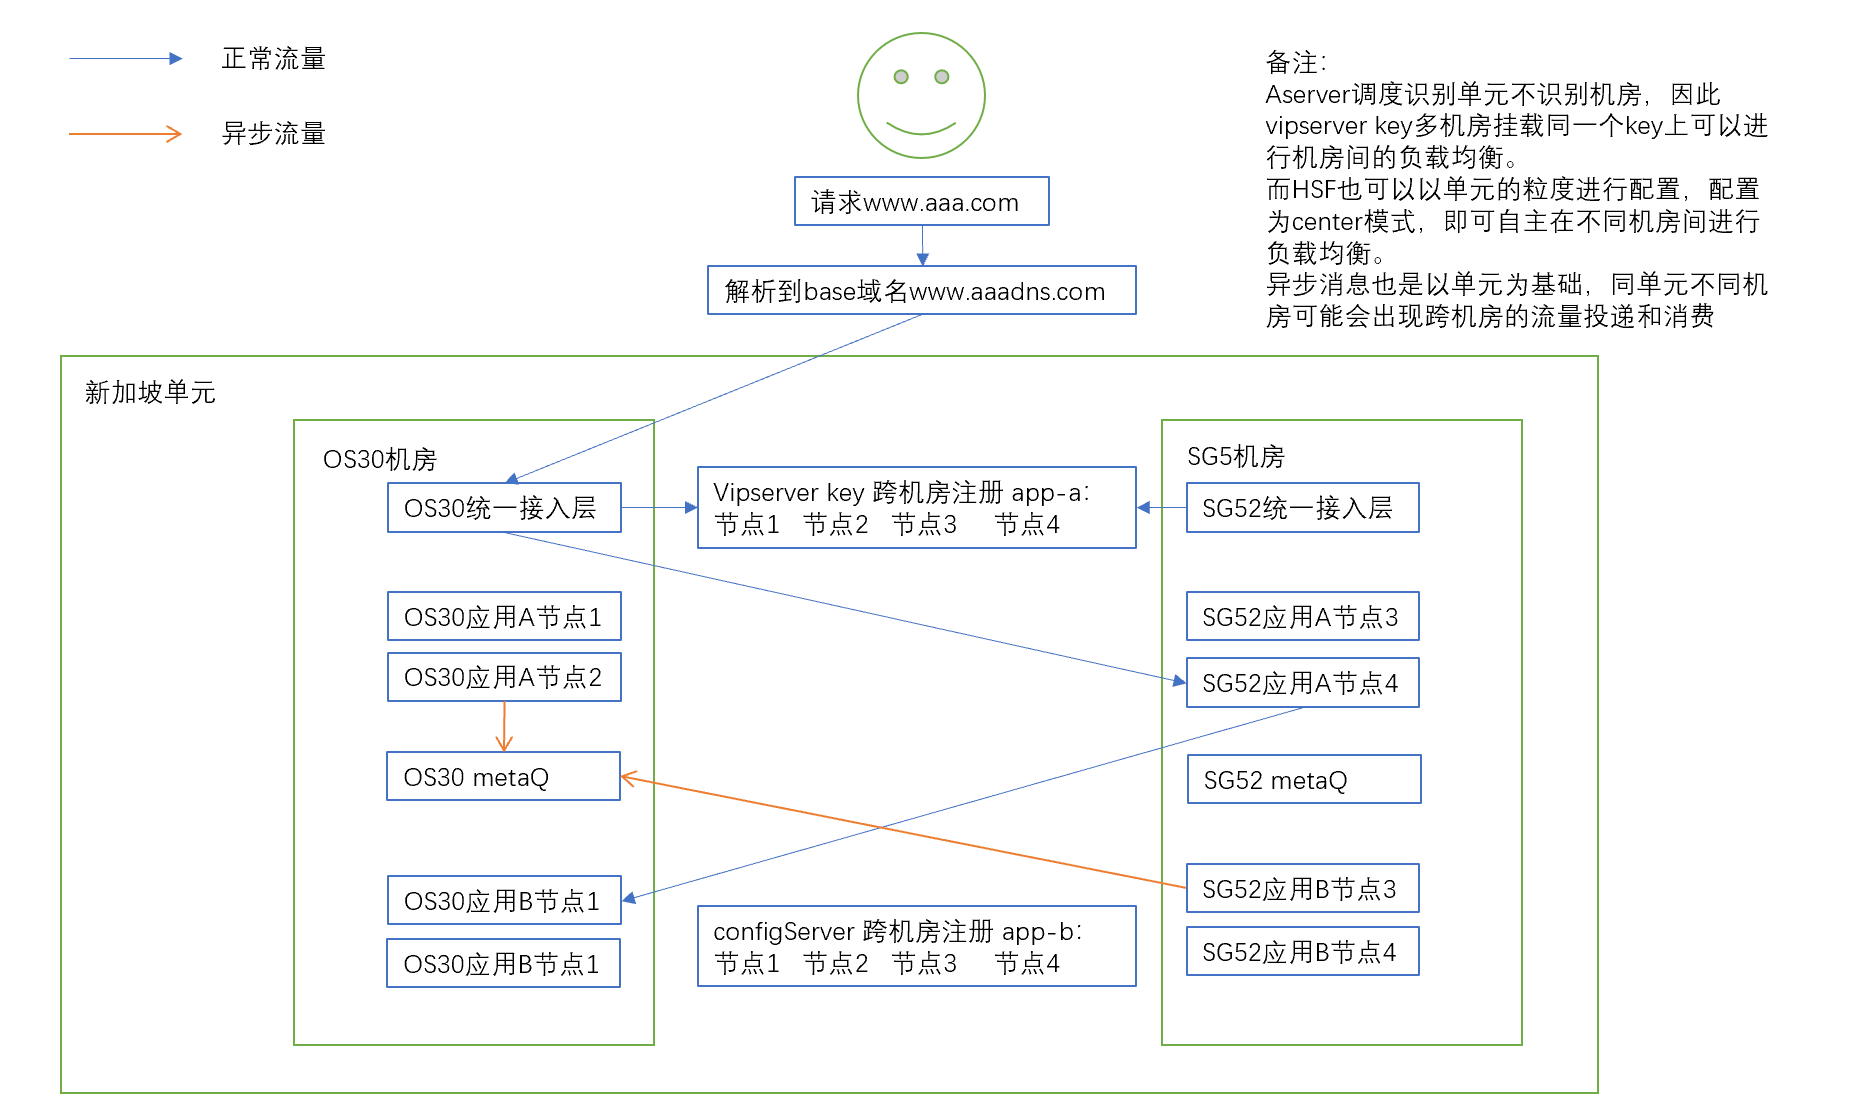 正常流量
异步流量
请求www.aaa.com
解析到base域名www.aaadns.com
备注：
Aserver调度识别单元不识别机房，因此
vipserver key多机房挂载同一个key上可以进
行机房间的负载均衡。
而HSF也可以以单元的粒度进行配置，配置
为center模式，即可自主在不同机房间进行
负载均衡。
异步消息也是以单元为基础，同单元不同机
房可能会出现跨机房的流量投递和消费
新加坡单元
OS30机房
OS30统一接入层
OS30应用A节点1
OS30应用A节点2
OS30 metaQ
OS30应用B节点1
OS30应用B节点1
Vipserver key 跨机房注册 app-a：
节点1 节点2 节点3 节点4
configServer 跨机房注册 app-b：
节点1 节点2 节点3 节点4
SG5机房
SG52统一接入层
SG52应用A节点3
SG52应用A节点4
SG52 metaQ
SG52应用B节点3
SG52应用B节点4